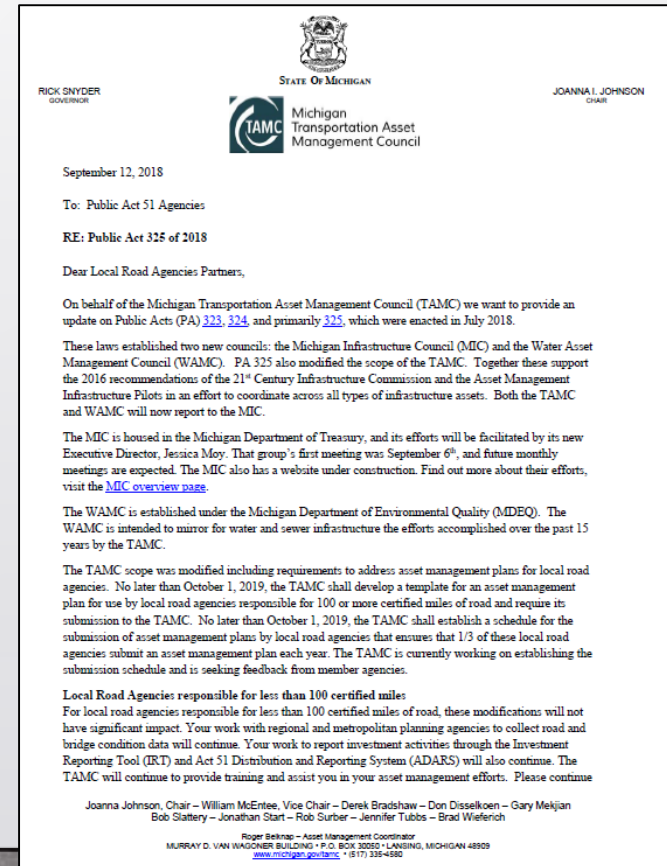 STATE OF MICHIGAN
RICK SNYDER
GOVERNOR
JOANNA I. JOHNSON
CHAIR
TAMC
Michigan
Transportation Asset
Management Council
September 12, 2018
To: Public Act 51 Agencies
RE: Public Act 325 of 2018
Dear Local Road Agencies Partners,
On behalf of the Michigan Transportation Asset Management Council (TAMC) we want to provide an
update on Public Acts (PA) 323, 324, and primarily 325, which were enacted in July 2018.
These laws established two new councils: the Michigan Infrastructure Council (MIC) and the Water Asset
Management Council (WAMC). PA 325 also modified the scope of the TAMC. Together these support
the 2016 recommendations of the 21st Century Infrastructure Commission and the Asset Management
Infrastructure Pilots in an effort to coordinate across all types of infrastructure assets. Both the TAMC
and WAMC will now report to the MIC.
The MIC is housed in the Michigan Department of Treasury, and its efforts will be facilitated by its new
Executive Director, Jessica Moy. That group's first meeting was September 6th, and future monthly
meetings are expected. The MIC also has a website under construction. Find out more about their efforts,
visit the MIC overview page.
The WAMC is established under the Michigan Department of Environmental Quality (MDEQ). The
WAMC is intended to mirror for water and sewer infrastructure the efforts accomplished over the past 15
years by the TAMC.
The TAMC scope was modified including requirements to address asset management plans for local road
agencies. No later than October 1, 2019, the TAMC shall develop a template for an asset management
plan for use by local road agencies responsible for 100 or more certified miles of road and require its
submission to the TAMC. No later than October 1, 2019, the TAMC shall establish a schedule for the
submission of asset management plans by local road agencies that ensures that 1/3 of these local road
agencies submit an asset management plan each year. The TAMC is currently working on establishing the
submission schedule and is seeking feedback from member agencies.
Local Road Agencies responsible for less than 100 certified miles
For local road agencies responsible for less than 100 certified miles of road, these modifications will not
have significant impact. Your work with regional and metropolitan planning agencies to collect road and
bridge condition data will continue. Your work to report investment activities through the Investment
Reporting Tool (IRT) and Act 51 Distribution and Reporting System (ADARS) will also continue. The
TAMC will continue to provide training and assist you in your asset management efforts. Please continue
Joanna Johnson, Chair – William McEntee, Vice Chair – Derek Bradshaw – Don Disselkoen – Gary Mekjian
Bob Slattery – Jonathan Start – Rob Surber – Jennifer Tubbs – Brad Wieferich
Roger Belknap – Asset Management Coordinator
MURRAY D. VAN WAGONER BUILDING • P.O. BOX 30050 • LANSING, MICHIGAN 48909
www.michigan.gov/tamc • (517) 335-4580